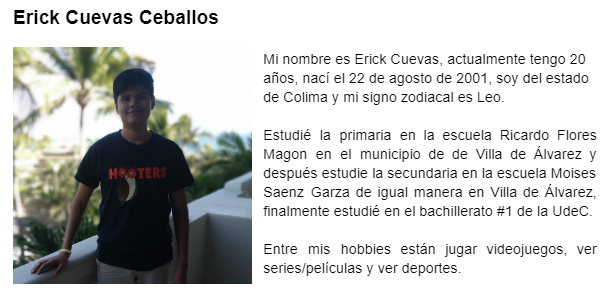 Erick Cuevas Ceballos
Mi nombre es Erick Cuevas, actualmente tengo 20
años, nací el 22 de agosto de 2001, soy del estado
de Colima y mi signo zodiacal es Leo.
Estudié la primaria en la escuela Ricardo Flores
Magon en el municipio de de Villa de Álvarez y
después estudie la secundaria en la escuela Moises
Saenz Garza de igual manera en Villa de Álvarez,
finalmente estudié en el bachillerato #1 de la UdeC.
Entre mis hobbies están jugar videojuegos, ver
series/películas y ver deportes.
HOOTERS